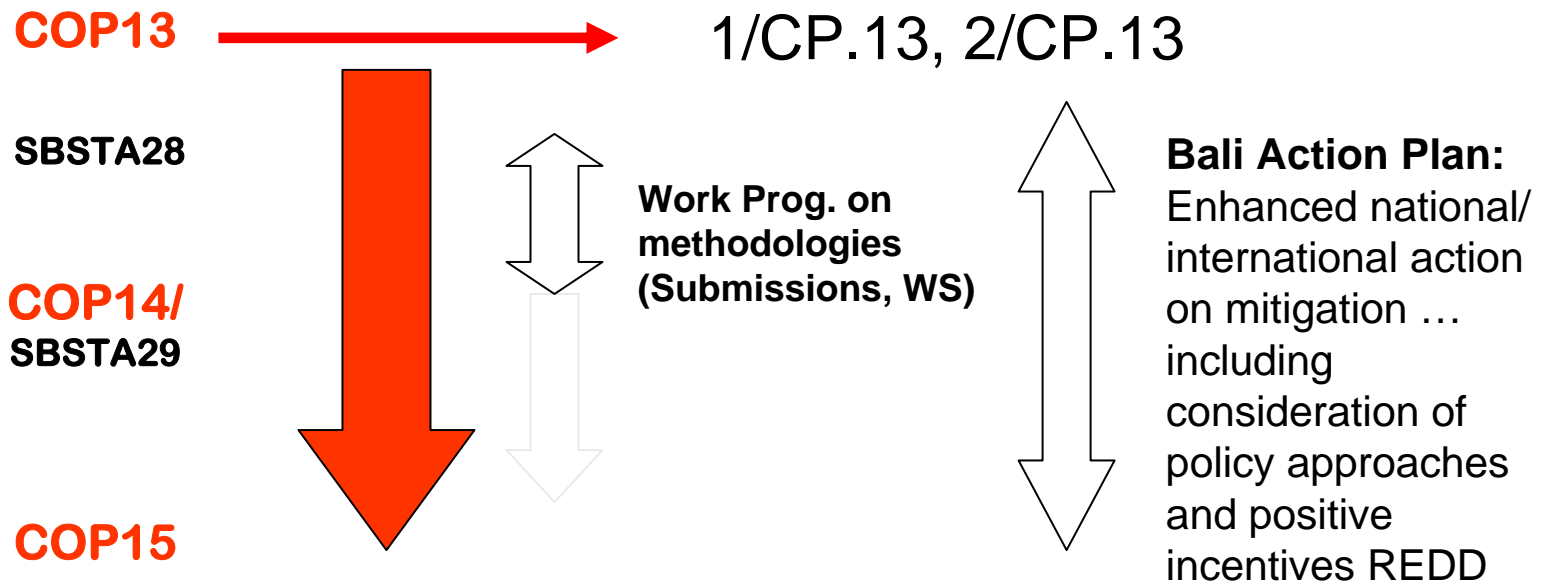 COP13
1/CP.13, 2/CP.13
SBSTA28
Work Prog. on
methodologies
(Submissions, WS)
Bali Action Plan:
Enhanced national/
international action
on mitigation …
including
consideration of
policy approaches
and positive
incentives REDD
COP14/
SBSTA29
COP15